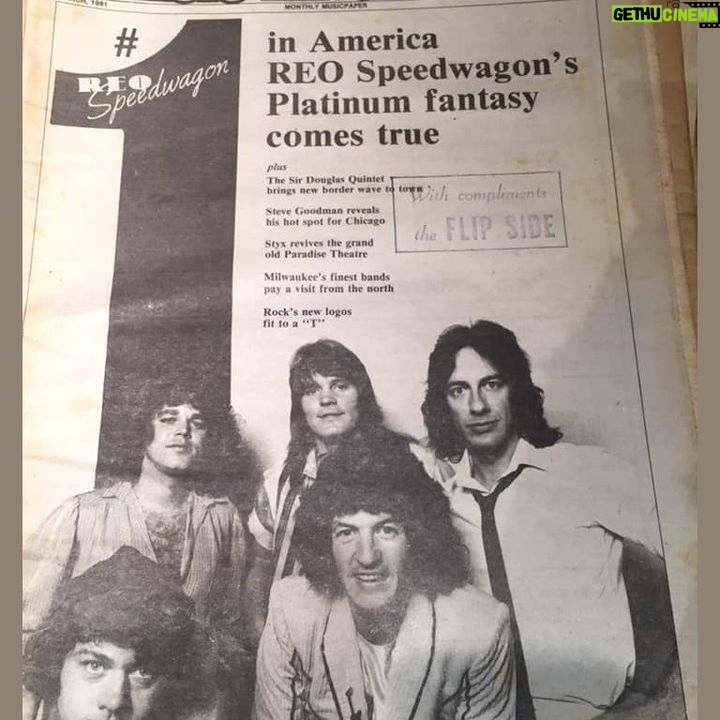 1981
MONTHLY MUSICPAPER
GETHUCINEMA
#
REO
Speedwagon
1
in America
REO Speedwagon's
Platinum fantasy
comes true
plus
The Sir Douglas Quintet
brings new border wave to town
Steve Goodman reveals
his hot spot for Chicago
Styx revives the grand
old Paradise Theatre
Milwaukee's finest bands
pay a visit from the north
Rock's new logos
fit to a "T"
With compliments
the FLIP SIDE